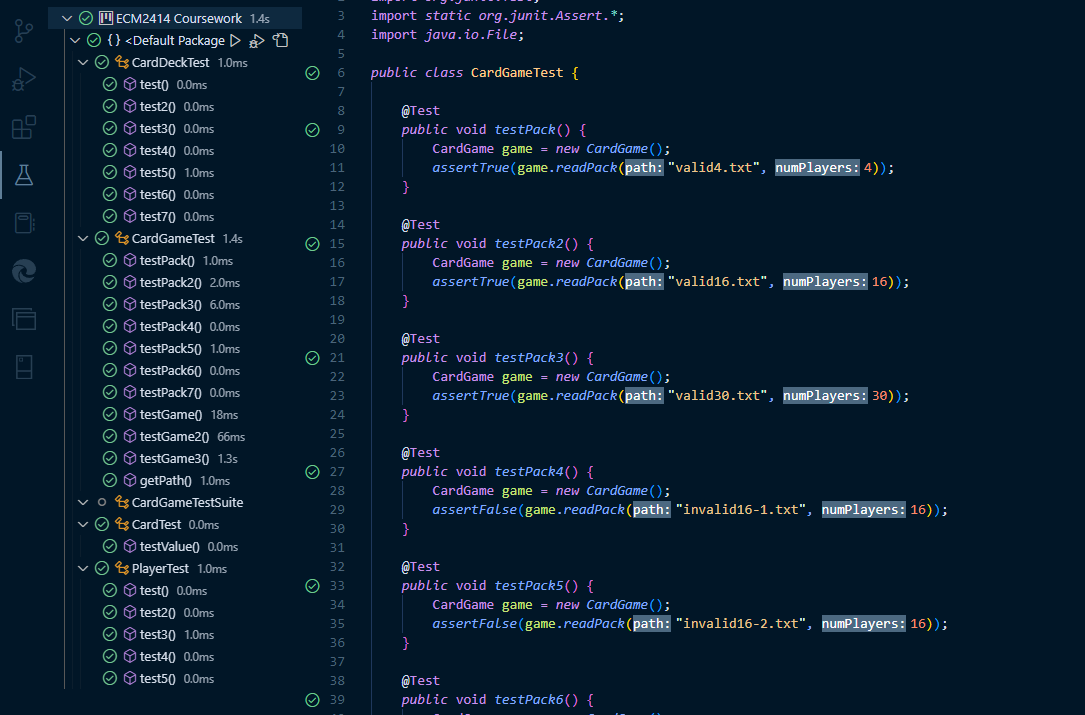 ECM2414 Coursework 1.4s
{} <Default Package
CardDeckTest 1.0ms
test() 0.0ms
test2() 0.0ms
test3() 0.0ms
test4() 0.0ms
test5() 1.0ms
test6() 0.0ms
test7() 0.0ms
CardGameTest 1.4s
testPack() 1.0ms
testPack2() 2.0ms
testPack3() 6.0ms
testPack4() 0.0ms
testPack5() 1.0ms
testPack6() 0.0ms
testPack7() 0.0ms
testGame() 18ms
testGame2() 66ms
testGame3() 1.3s
getPath() 1.0ms
CardGameTestSuite
CardTest 0.0ms
testValue() 0.0ms
PlayerTest 1.0ms
test() 0.0ms
test2() 0.0ms
test3() 1.0ms
test4() 0.0ms
test5() 0.0ms
3 import static org.junit.Assert.*;
4 import java.io.File;
5
6 public class CardGameTest {
7
8 @Test
9 public void testPack() {
10 CardGame game = new CardGame();
11 assertTrue(game.readPack(path: "valid4.txt", numPlayers: 4));
12 }
13
14 @Test
15 public void testPack2() {
16 CardGame game = new CardGame();
17 assertTrue(game.readPack(path: "valid16.txt", numPlayers: 16));
18 }
19
20 @Test
21 public void testPack3() {
22 CardGame game = new CardGame();
23 assertTrue(game.readPack(path: "valid30.txt", numPlayers: 30));
24 }
25
26 @Test
27 public void testPack4() {
28 CardGame game = new CardGame();
29 assertFalse(game.readPack(path: "invalid16-1.txt", numPlayers: 16));
30 }
31
32 @Test
33 public void testPack5() {
34 CardGame game = new CardGame();
35 assertFalse(game.readPack(path: "invalid16-2.txt", numPlayers: 16));
36 }
37
38 @Test
39 public void testPack6() {